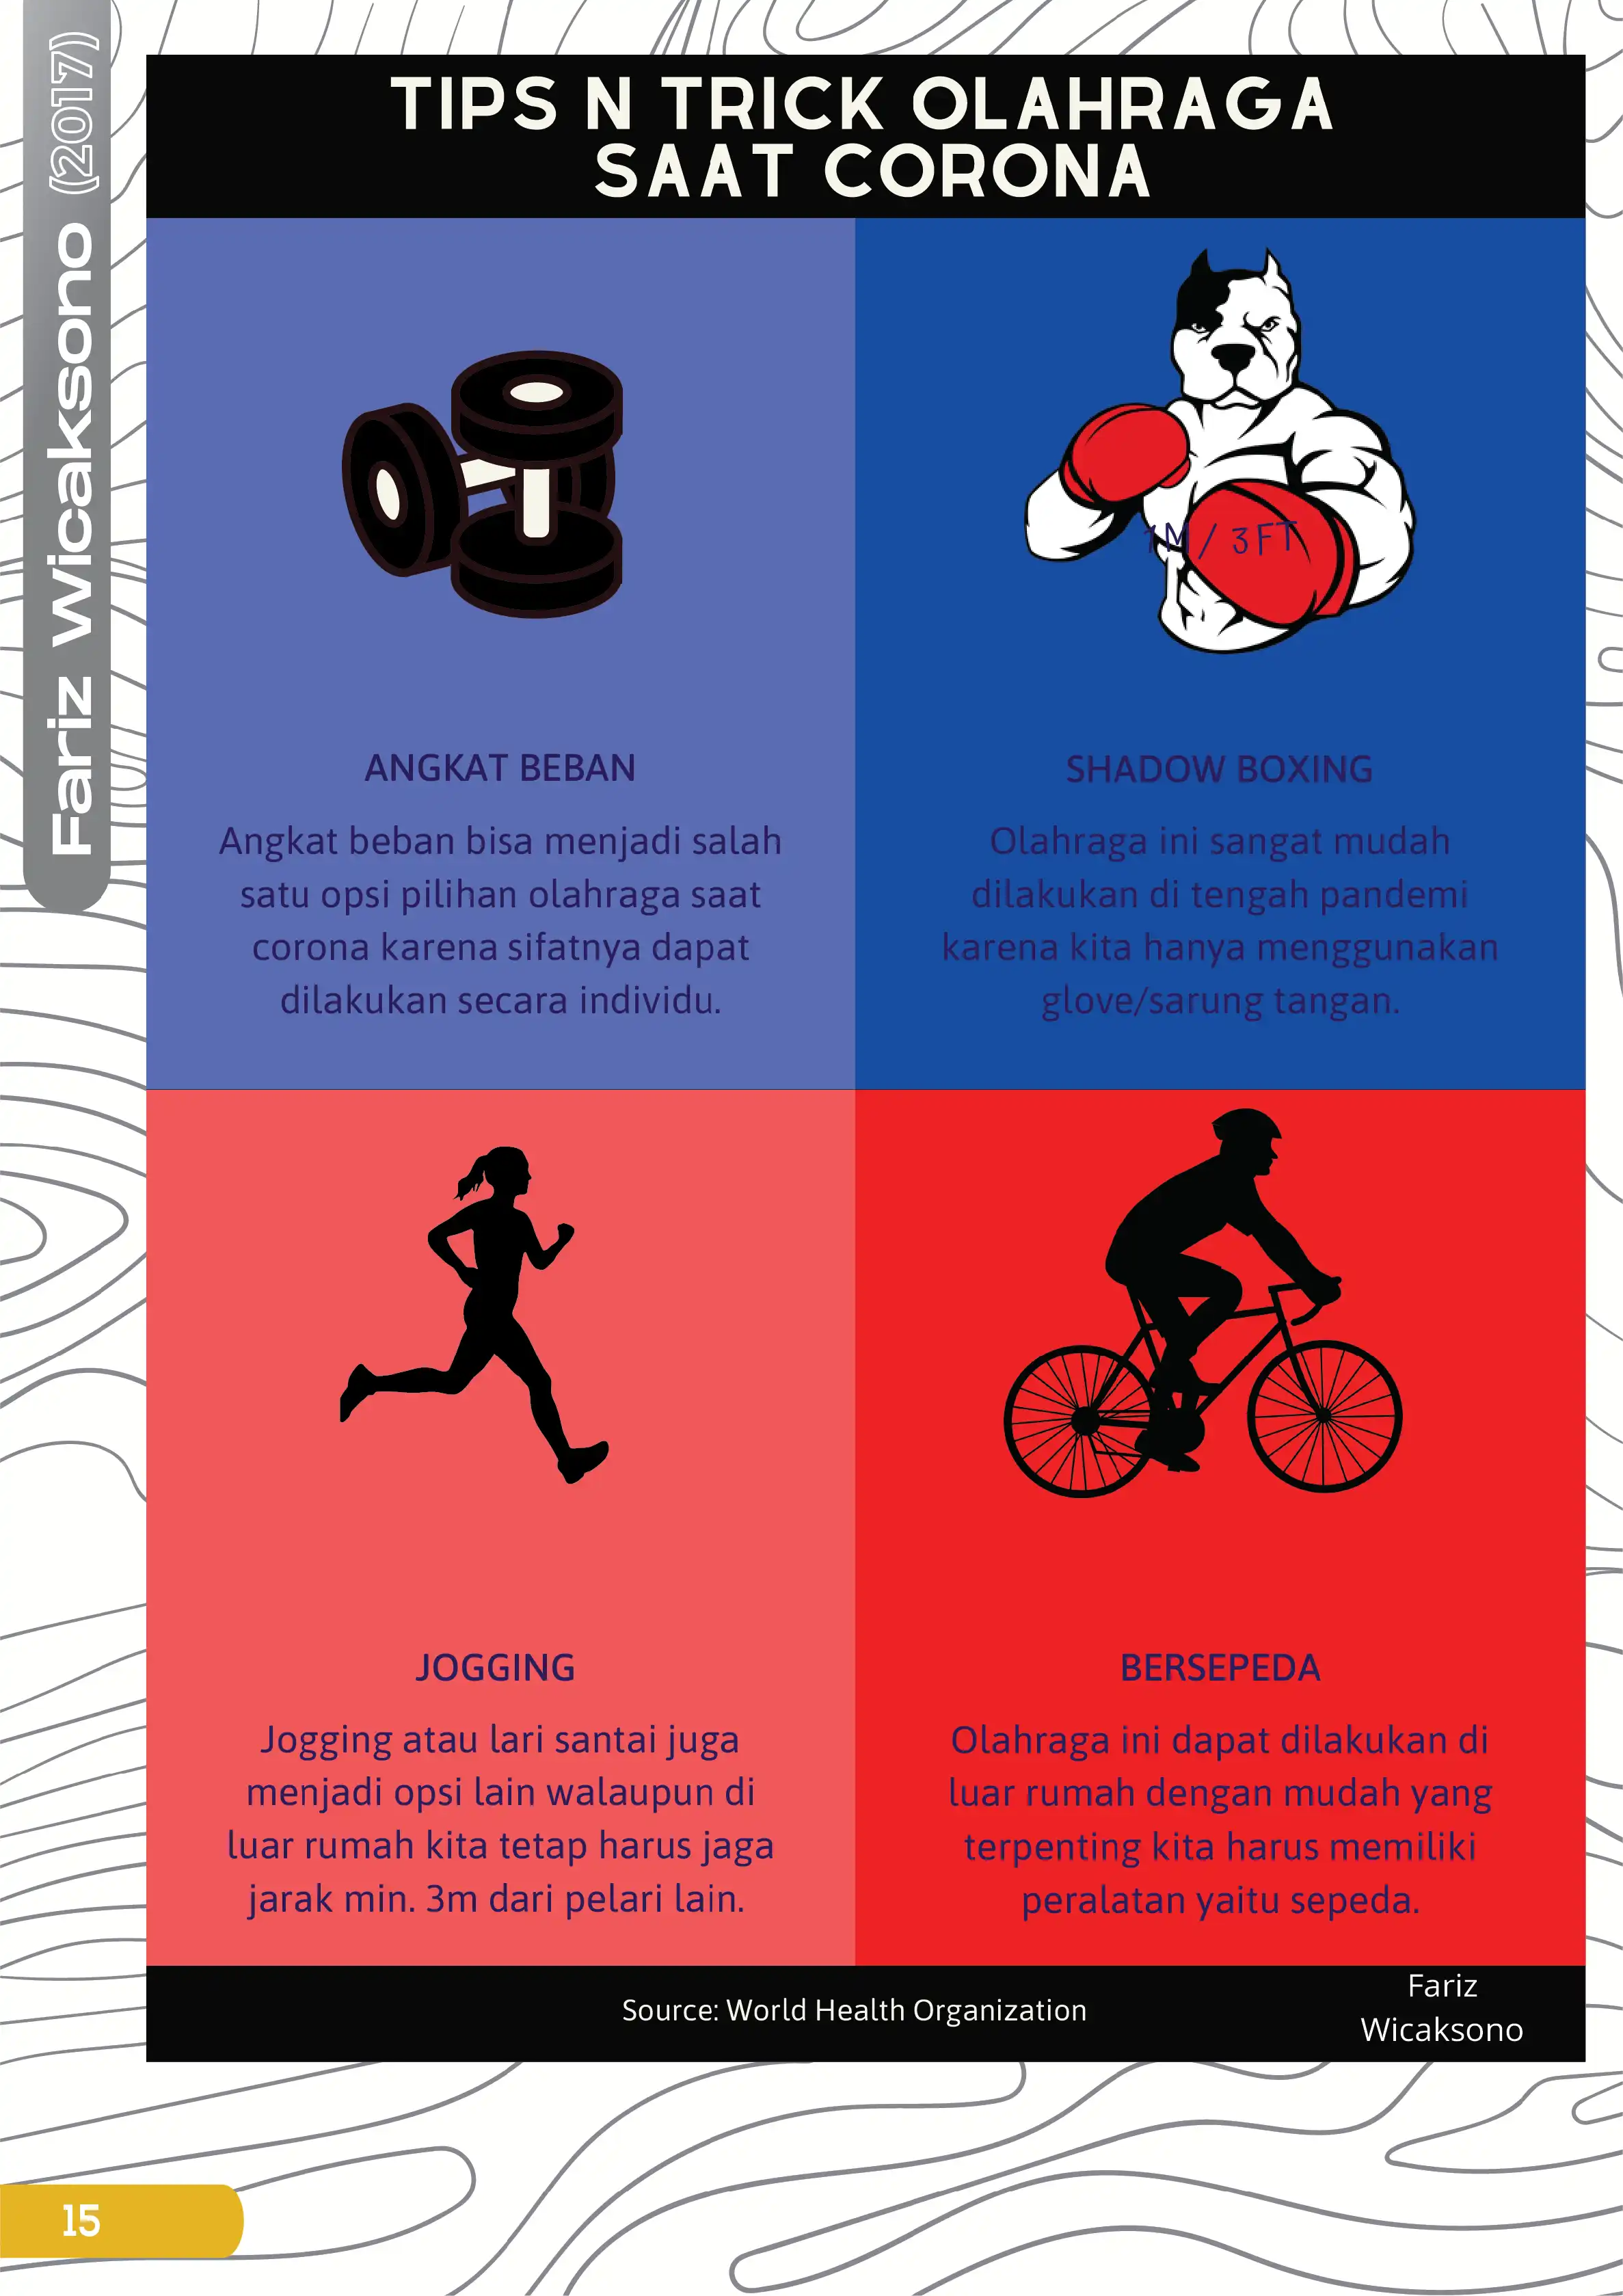 Fariz Wicaksono (2017)
TIPS N TRICK OLAHRAGA
SAAT CORONA
1M / 3FT
ANGKAT BEBAN
Angkat beban bisa menjadi salah
satu opsi pilihan olahraga saat
corona karena sifatnya dapat
dilakukan secara individu.
SHADOW BOXING
Olahraga ini sangat mudah
dilakukan di tengah pandemi
karena kita hanya menggunakan
glove/sarung tangan.
JOGGING
Jogging atau lari santai juga
menjadi opsi lain walaupun di
luar rumah kita tetap harus jaga
jarak min. 3m dari pelari lain.
BERSEPEDA
Olahraga ini dapat dilakukan di
luar rumah dengan mudah yang
terpenting kita harus memiliki
peralatan yaitu sepeda.
Source: World Health Organization
Fariz
Wicaksono
15